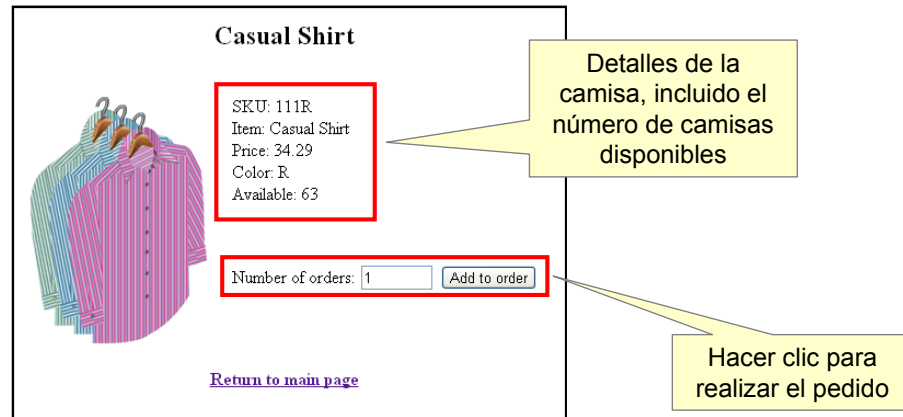 Casual Shirt
SKU: 111R
Item: Casual Shirt
Price: 34.29
Color: R
Available: 63
Detalles de la
camisa, incluido el
número de camisas
disponibles
Number of orders: 1 Add to order
Hacer clic para
realizar el pedido
Return to main page